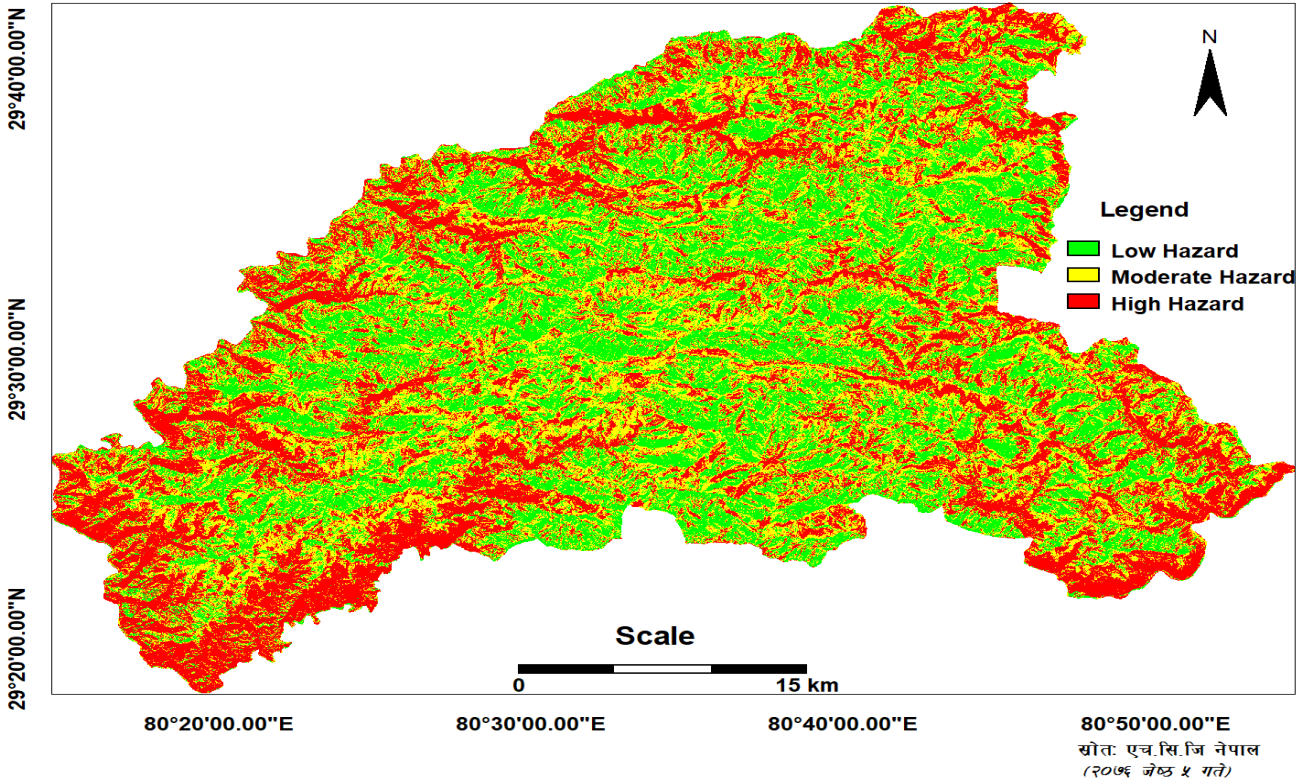 N
29°40'00.00"N
29°30'00.00"N
29°20'00.00"N
Legend
Low Hazard
Moderate Hazard
High Hazard
Scale
0 15 km
80°20'00.00"E 80°30'00.00"E 80°40'00.00"E 80°50'00.00"E
स्रोत: एच.सि.जि नेपाल
(२०७६ जेष्ठ ५ गते)